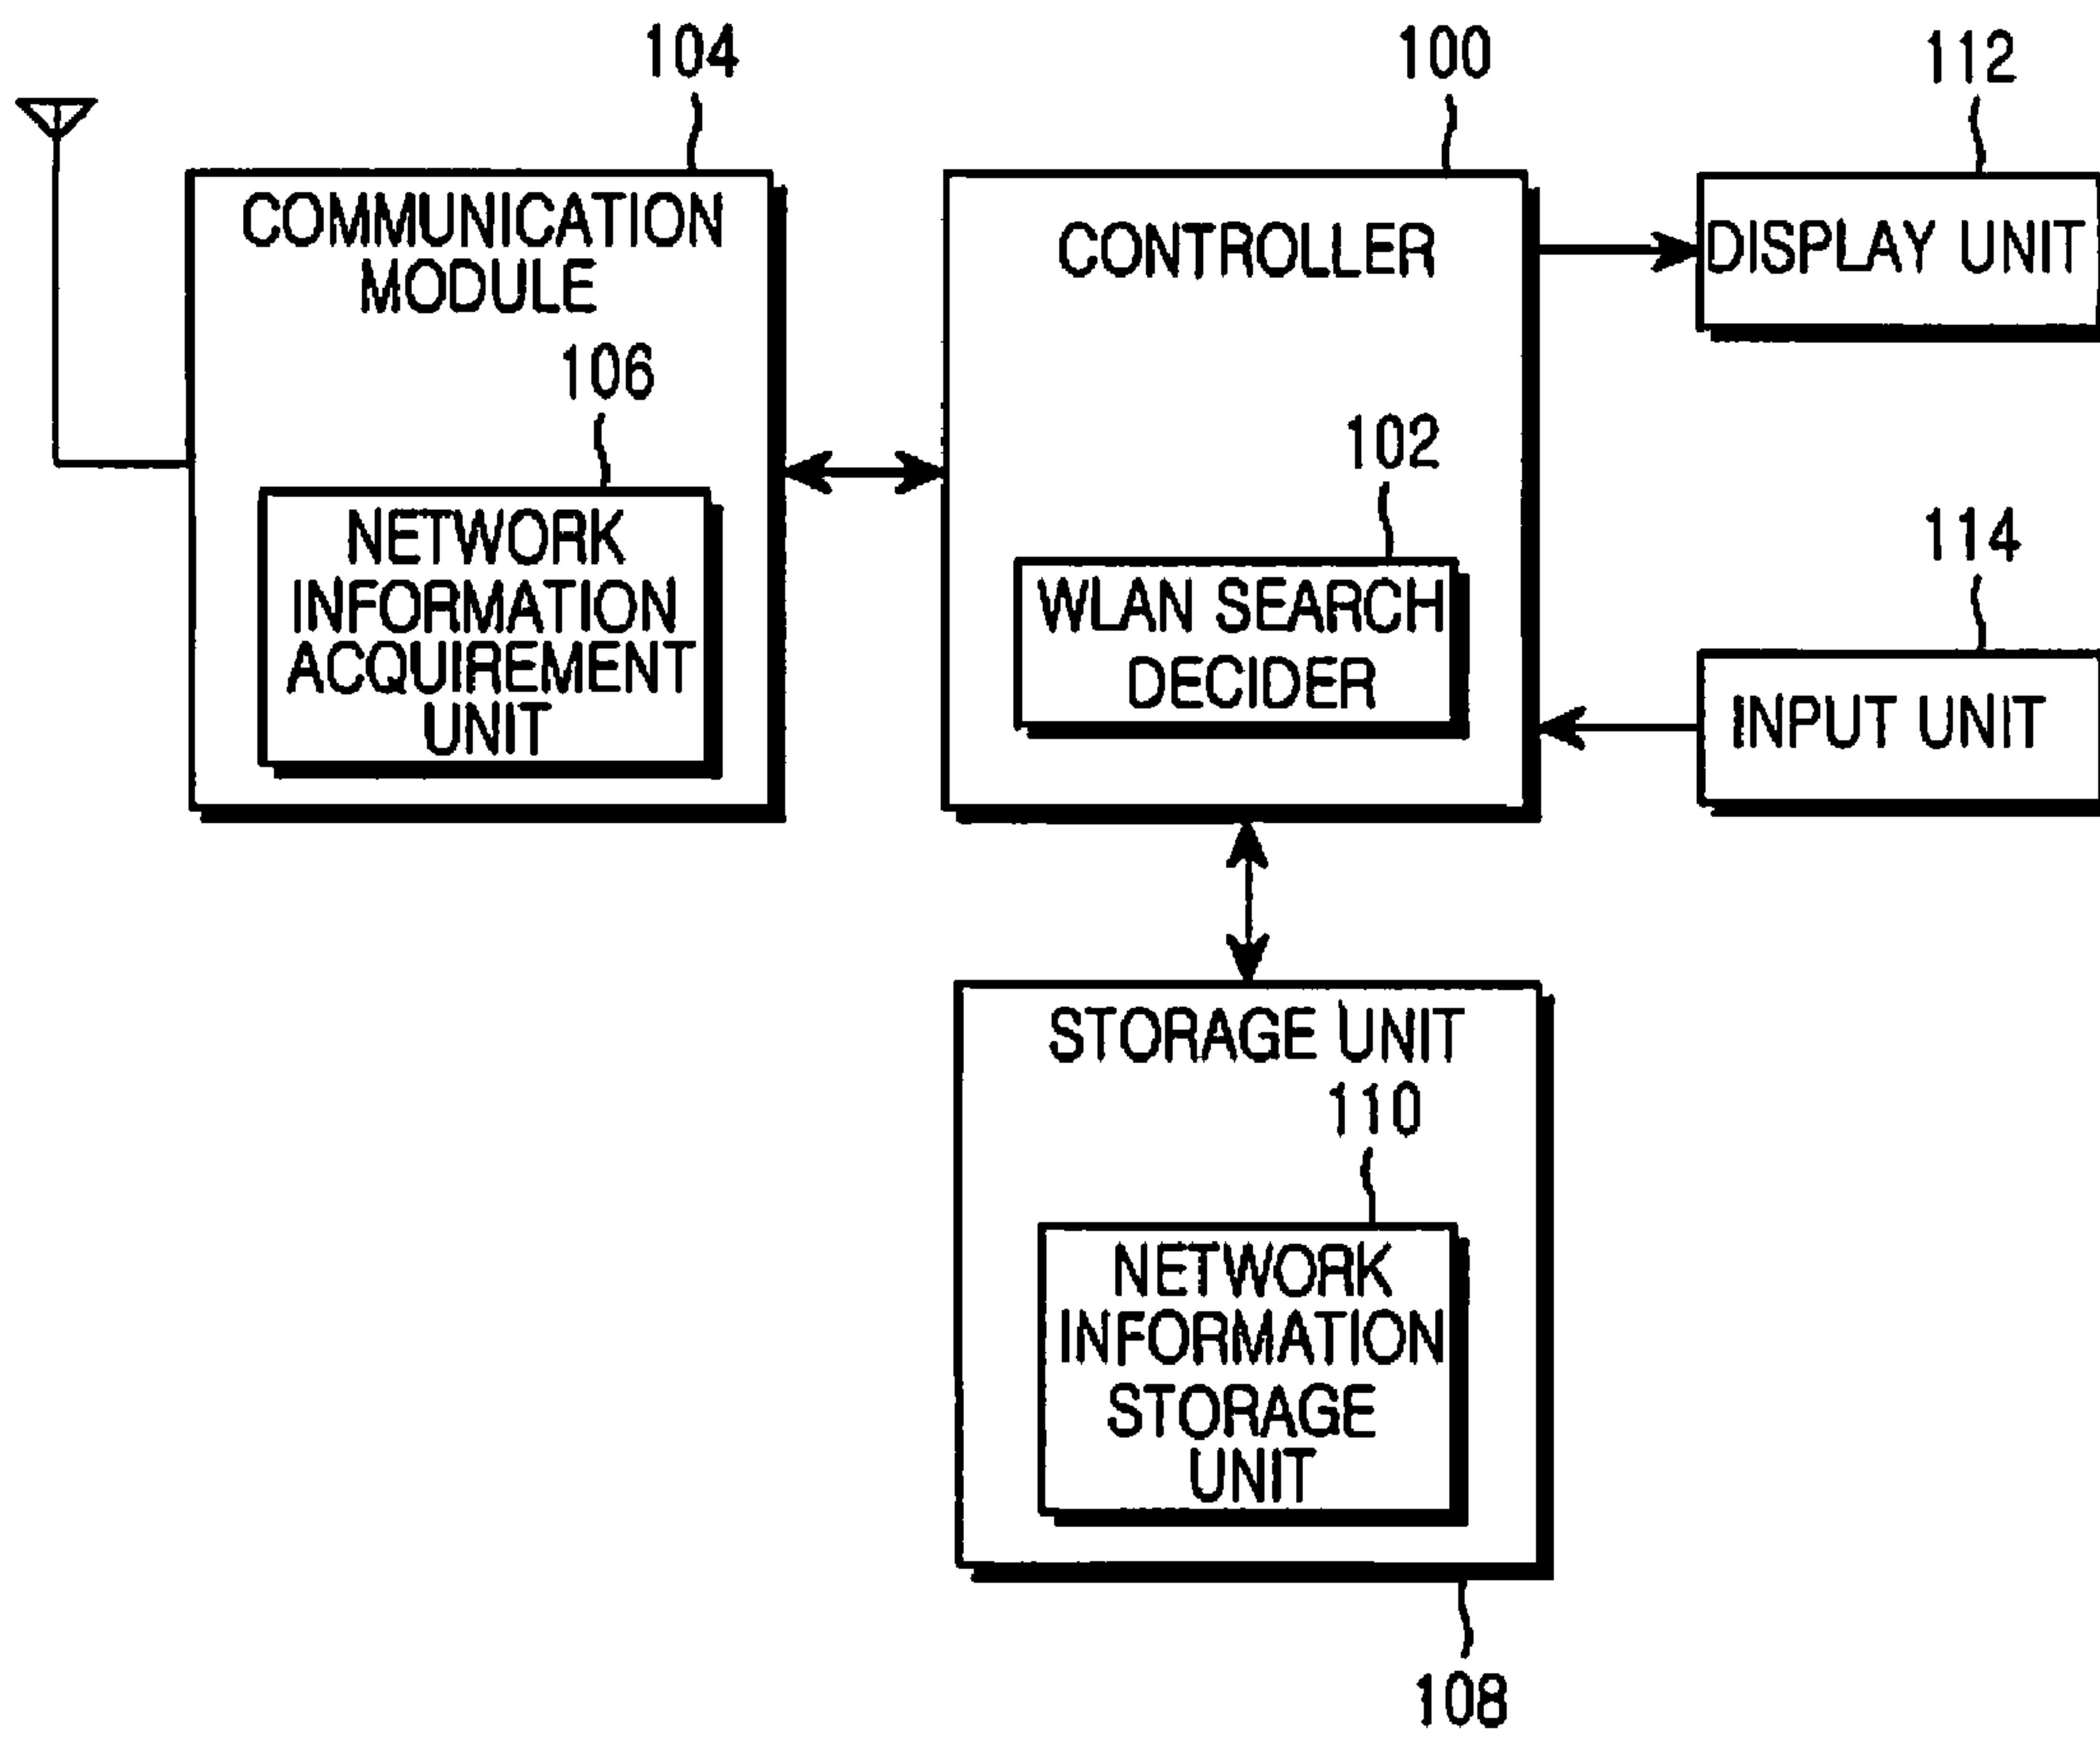 104
100
112
COMMUNICATION
MODULE
CONTROLLER
DISPLAY UNIT
106
102
NETWORK
INFORMATION
ACQUIREMENT
UNIT
WLAN SEARCH
DECIDER
114
INPUT UNIT
STORAGE UNIT
110
NETWORK
INFORMATION
STORAGE
UNIT
108